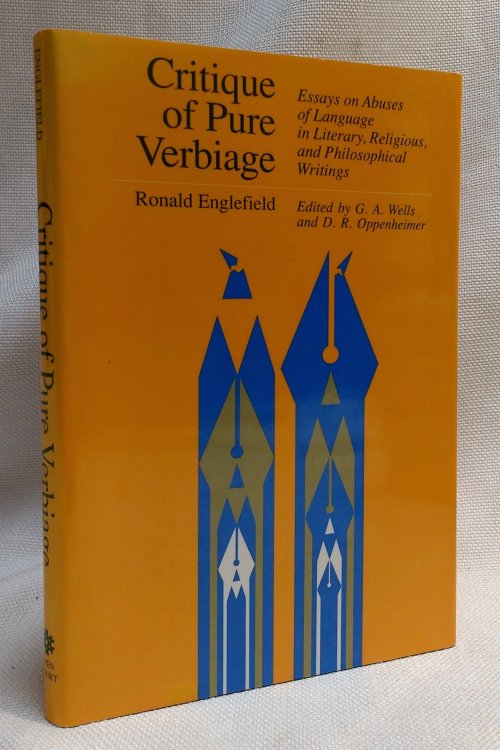 Critique
of Pure
Verbiage
Essays on Abuses
of Language
in Literary, Religious,
and Philosophical
Writings
Ronald Englefield
Edited by G. A. Wells
and D. R. Oppenheimer
ENGLEFIELD
Critique of Pure Verbiage